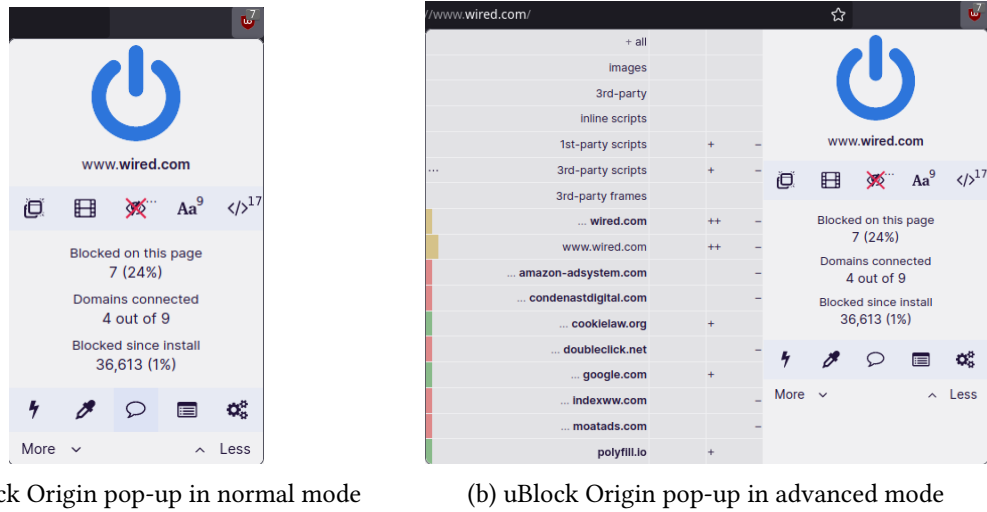 7
www.wired.com
Aa9
</>17
Blocked on this page
7 (24%)
Domains connected
4 out of 9
Blocked since install
36,613 (1%)
More
Less
ck Origin pop-up in normal mode
//www.wired.com/
7
+ all
images
3rd-party
inline scripts
1st-party scripts + –
... 3rd-party scripts + –
3rd-party frames
... wired.com ++ –
www.wired.com ++ –
... amazon-adsystem.com –
... condenastdigital.com –
... cookielaw.org +
... doubleclick.net –
... google.com +
... indexww.com –
... moatads.com –
polyfill.io +
www.wired.com
Aa9
</>17
Blocked on this page
7 (24%)
Domains connected
4 out of 9
Blocked since install
36,613 (1%)
More
Less
(b) uBlock Origin pop-up in advanced mode